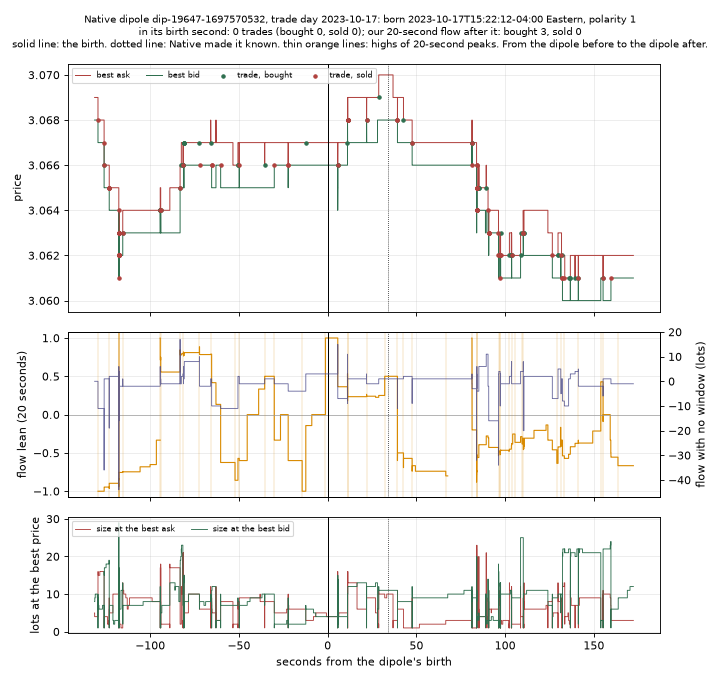 Native dipole dip-19647-1697570532, trade day 2023-10-17: born 2023-10-17T15:22:12-04:00 Eastern, polarity 1
in its birth second: 0 trades (bought 0, sold 0); our 20-second flow after it: bought 3, sold 0
solid line: the birth. dotted line: Native made it known. thin orange lines: highs of 20-second peaks. From the dipole before to the dipole after.
best ask best bid trade, bought trade, sold
3.070
3.068
3.066
3.064
3.062
3.060
price
1.0
0.5
0.0
−0.5
−1.0
flow lean (20 seconds)
20
10
0
−10
−20
−30
−40
flow with no window (lots)
size at the best ask size at the best bid
30
20
10
0
lots at the best price
−100 −50 0 50 100 150
seconds from the dipole's birth